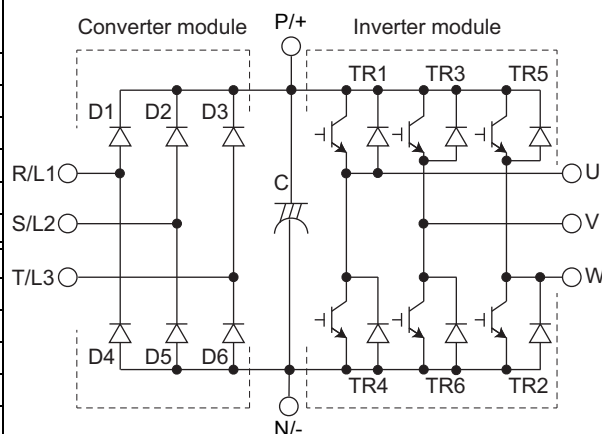 Converter module
P/+
Inverter module
TR1
TR3
TR5
D1
D2
D3
R/L1
U
C
S/L2
V
T/L3
W
D4
D5
D6
TR4
TR6
TR2
N/-